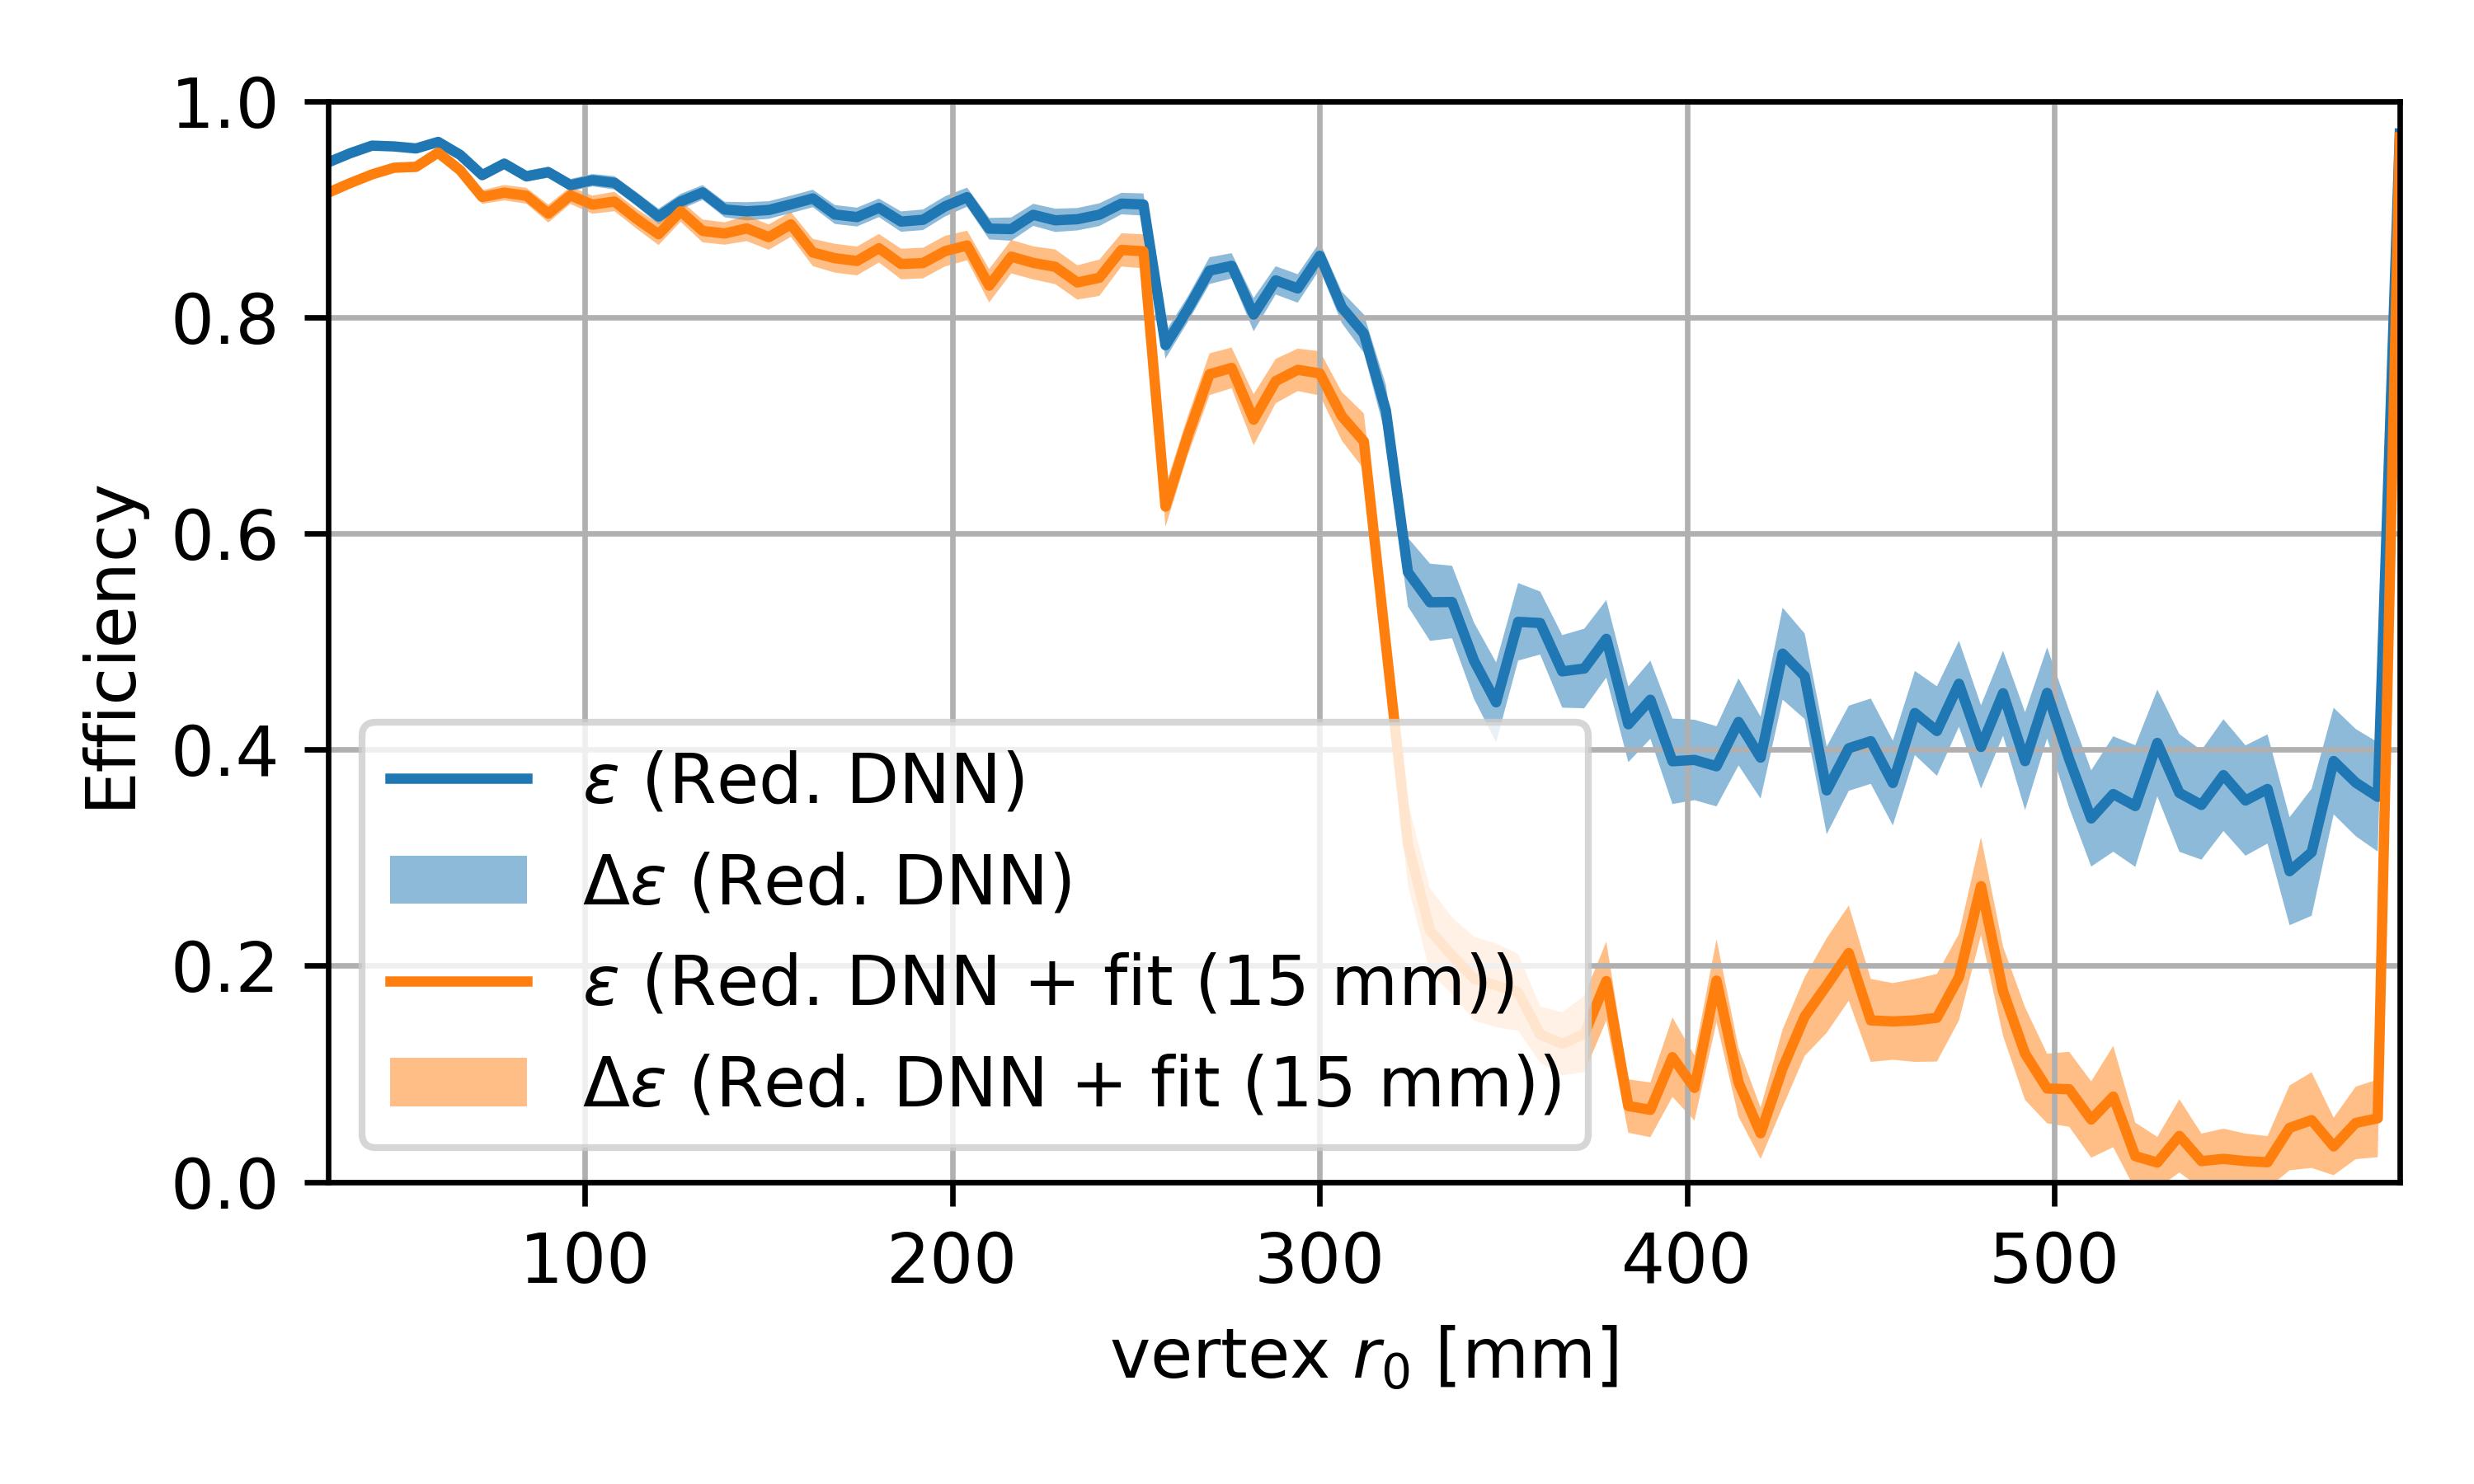 1.0
0.8
0.6
0.4
0.2
0.0
Efficiency
ε (Red. DNN)
Δε (Red. DNN)
ε (Red. DNN + fit (15 mm))
Δε (Red. DNN + fit (15 mm))
100 200 300 400 500
vertex r₀ [mm]